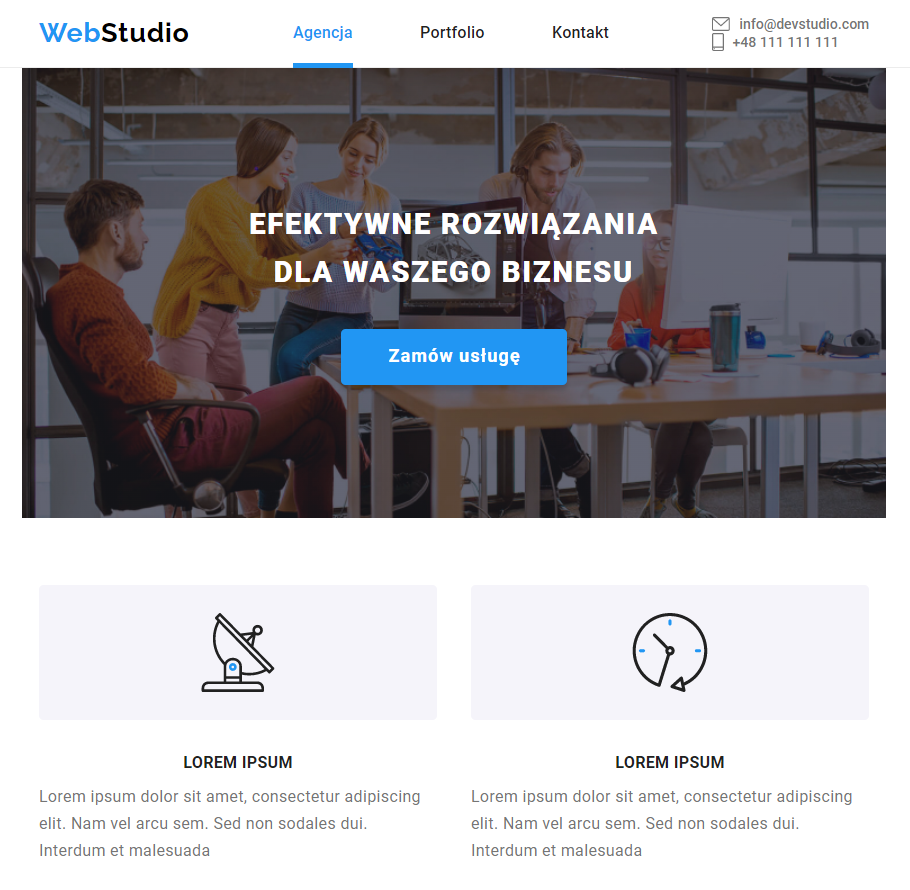 WebStudio
Agencja
Portfolio
Kontakt
info@devstudio.com
+48 111 111 111
EFEKTYWNE ROZWIĄZANIA
DLA WASZEGO BIZNESU
Zamów usługę
LOREM IPSUM
Lorem ipsum dolor sit amet, consectetur adipiscing
elit. Nam vel arcu sem. Sed non sodales dui.
Interdum et malesuada
LOREM IPSUM
Lorem ipsum dolor sit amet, consectetur adipiscing
elit. Nam vel arcu sem. Sed non sodales dui.
Interdum et malesuada